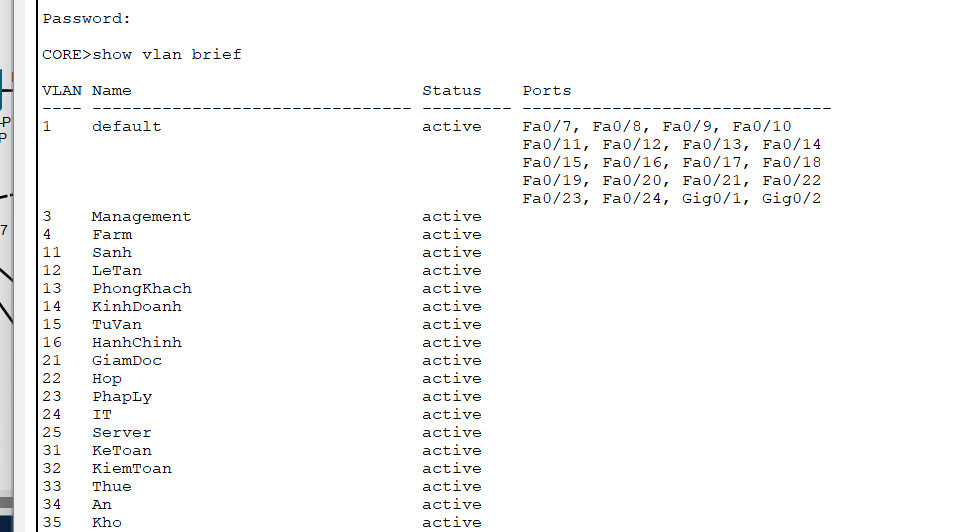 Password:
CORE>show vlan brief
VLAN Name Status Ports
---- -------------------------------- --------- -------------------------------
1 default active Fa0/7, Fa0/8, Fa0/9, Fa0/10
Fa0/11, Fa0/12, Fa0/13, Fa0/14
Fa0/15, Fa0/16, Fa0/17, Fa0/18
Fa0/19, Fa0/20, Fa0/21, Fa0/22
Fa0/23, Fa0/24, Gig0/1, Gig0/2
3 Management active
4 Farm active
11 Sanh active
12 LeTan active
13 PhongKhach active
14 KinhDoanh active
15 TuVan active
16 HanhChinh active
21 GiamDoc active
22 Hop active
23 PhapLy active
24 IT active
25 Server active
31 KeToan active
32 KiemToan active
33 Thue active
34 An active
35 Kho active